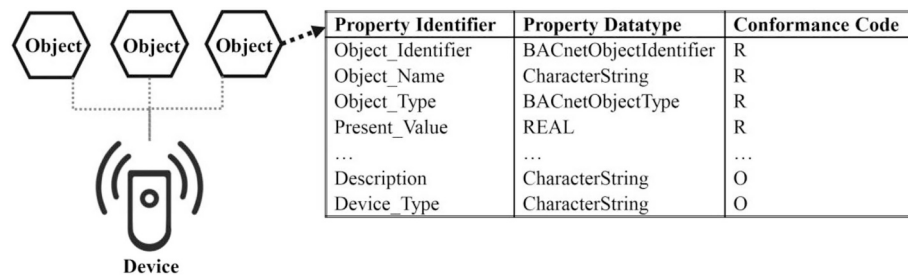 Object Object Object
Property Identifier Property Datatype Conformance Code
Object_Identifier BACnetObjectIdentifier R
Object_Name CharacterString R
Object_Type BACnetObjectType R
Present_Value REAL R
… … …
Description CharacterString O
Device_Type CharacterString O
Device